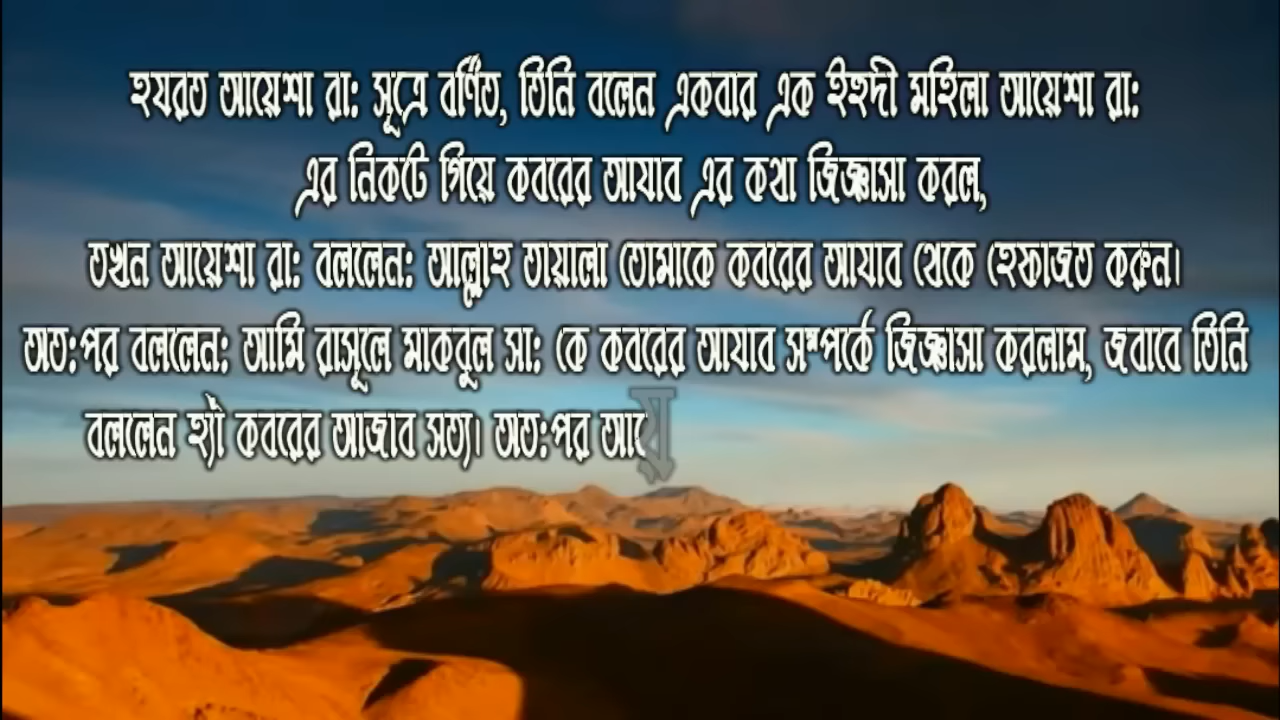 হযরত আয়েশা রা: সূত্রে বর্ণিত, তিনি বলেন একবার এক ইহুদী মহিলা আয়েশা রা:
এর নিকটে গিয়ে কবরের আযাব এর কথা জিজ্ঞাসা করল,
তখন আয়েশা রা: বললেন: আল্লাহ তায়ালা তোমাকে কবরের আযাব থেকে হেফাজত করুন।
অত:পর বললেন: আমি রাসূলে মাকবুল সা: কে কবরের আযাব সম্পর্কে জিজ্ঞাসা করলাম, জবাবে তিনি
বললেন হ্যাঁ কবরের আজাব সত্য। অত:পর আয়ে